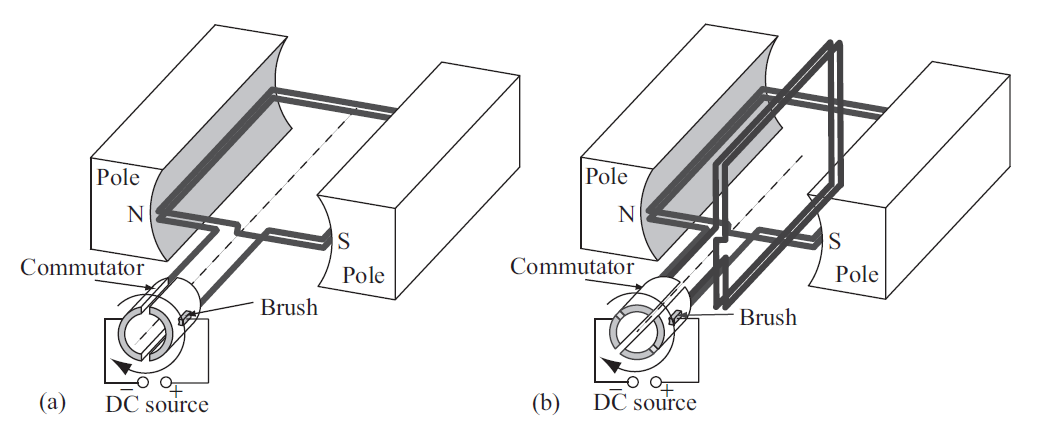 Pole
N
S
Pole
Commutator
Brush
− +
DC source
(a)
Pole
N
S
Pole
Commutator
Brush
− +
DC source
(b)